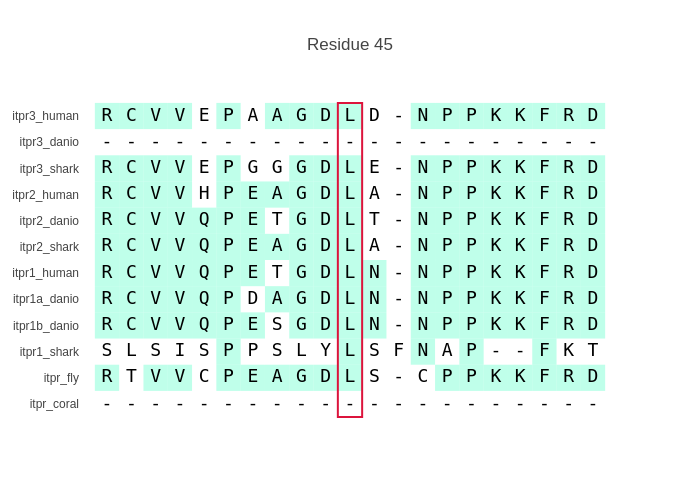 Residue 45
itpr3_human R C V V E P A A G D L D - N P P K K F R D
itpr3_danio - - - - - - - - - - - - - - - - - - - - -
itpr3_shark R C V V E P G G G D L E - N P P K K F R D
itpr2_human R C V V H P E A G D L A - N P P K K F R D
itpr2_danio R C V V Q P E T G D L T - N P P K K F R D
itpr2_shark R C V V Q P E A G D L A - N P P K K F R D
itpr1_human R C V V Q P E T G D L N - N P P K K F R D
itpr1a_danio R C V V Q P D A G D L N - N P P K K F R D
itpr1b_danio R C V V Q P E S G D L N - N P P K K F R D
itpr1_shark S L S I S P P S L Y L S F N A P - - F K T
itpr_fly R T V V C P E A G D L S - C P P K K F R D
itpr_coral - - - - - - - - - - - - - - - - - - - - -